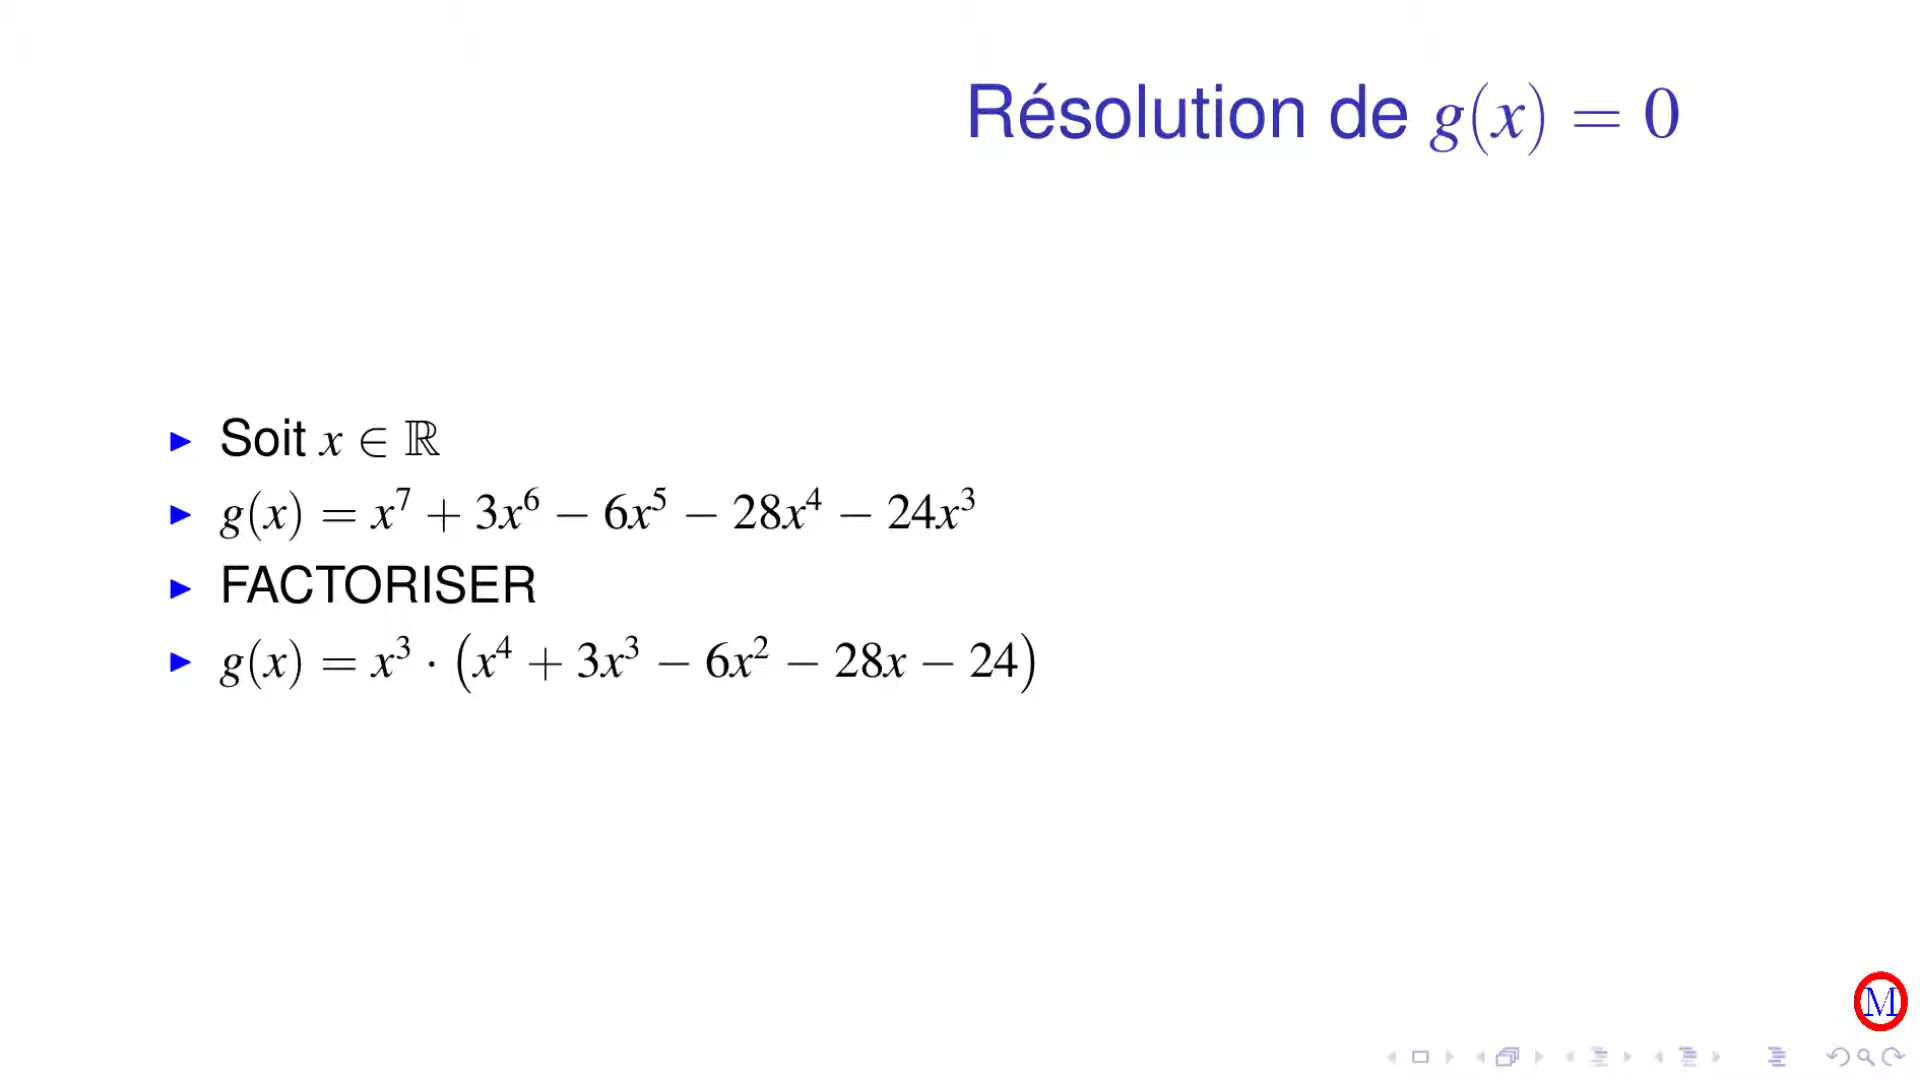 Résolution de g(x) = 0
Soit x ∈ ℝ
g(x) = x⁷ + 3x⁶ − 6x⁵ − 28x⁴ − 24x³
FACTORISER
g(x) = x³ · (x⁴ + 3x³ − 6x² − 28x − 24)
M